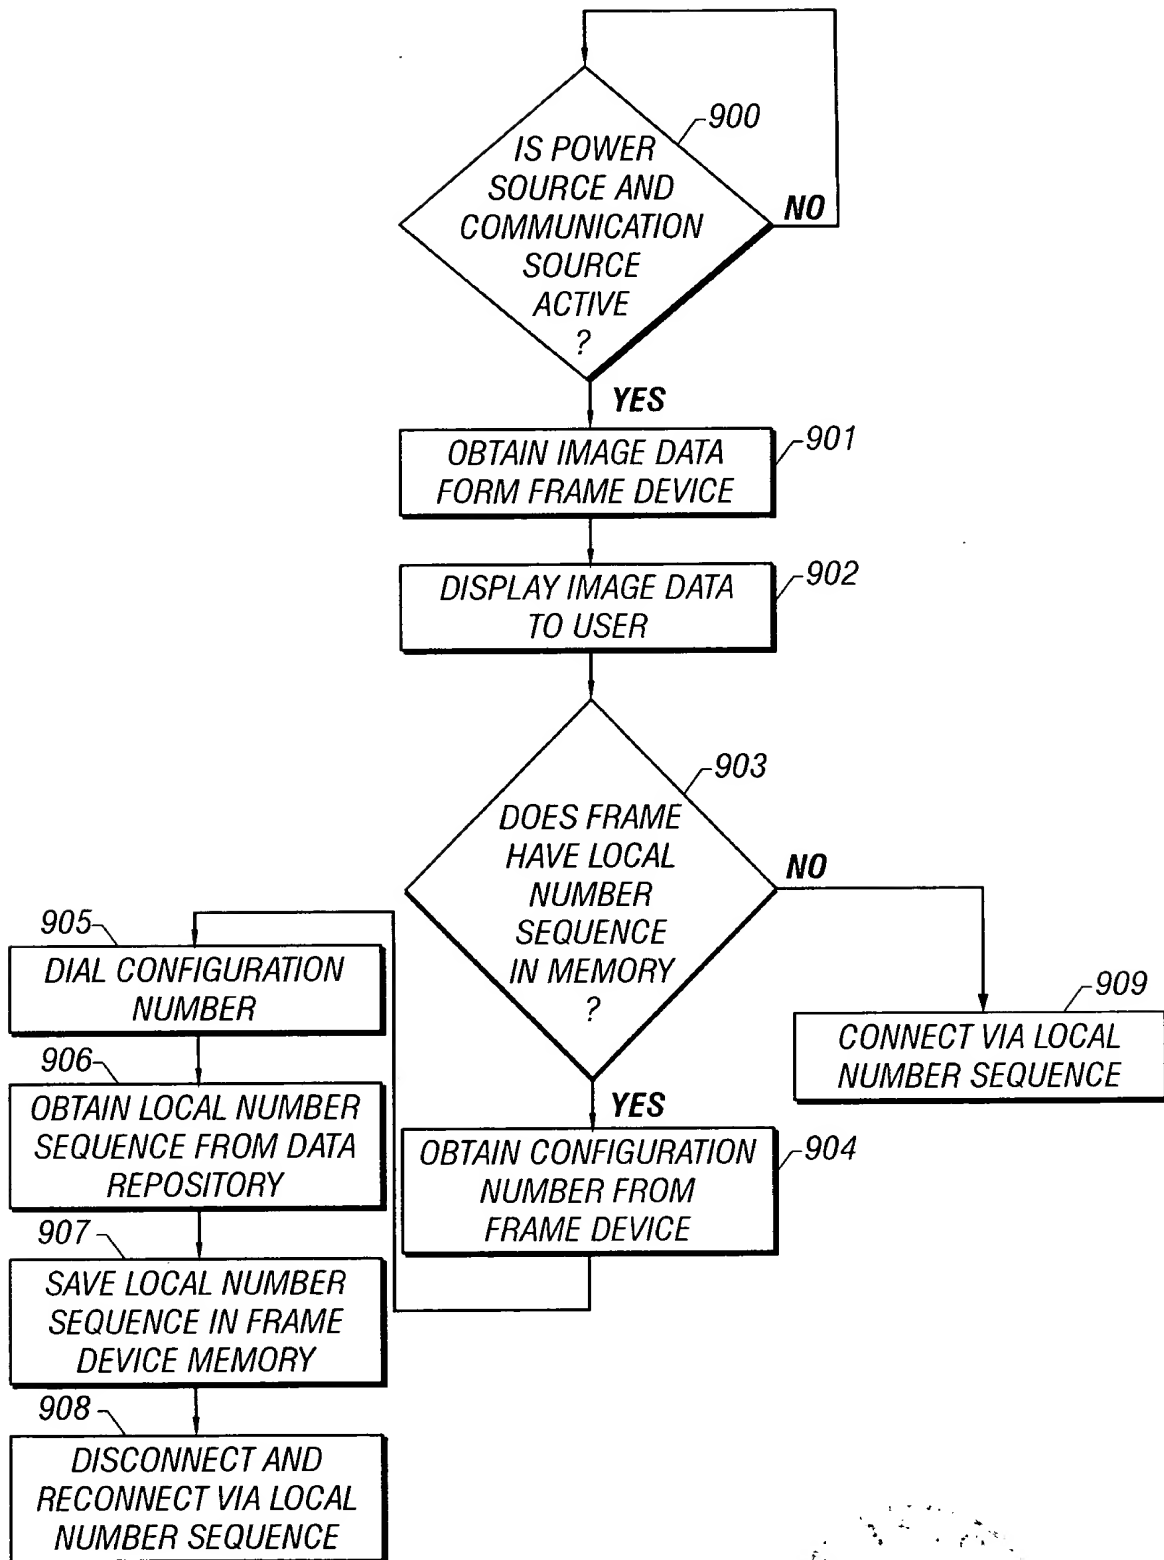 900
IS POWER
SOURCE AND
COMMUNICATION
SOURCE
ACTIVE
?
NO
YES
901
OBTAIN IMAGE DATA
FORM FRAME DEVICE
902
DISPLAY IMAGE DATA
TO USER
903
DOES FRAME
HAVE LOCAL
NUMBER
SEQUENCE
IN MEMORY
?
NO
YES
909
CONNECT VIA LOCAL
NUMBER SEQUENCE
904
OBTAIN CONFIGURATION
NUMBER FROM
FRAME DEVICE
905
DIAL CONFIGURATION
NUMBER
906
OBTAIN LOCAL NUMBER
SEQUENCE FROM DATA
REPOSITORY
907
SAVE LOCAL NUMBER
SEQUENCE IN FRAME
DEVICE MEMORY
908
DISCONNECT AND
RECONNECT VIA LOCAL
NUMBER SEQUENCE